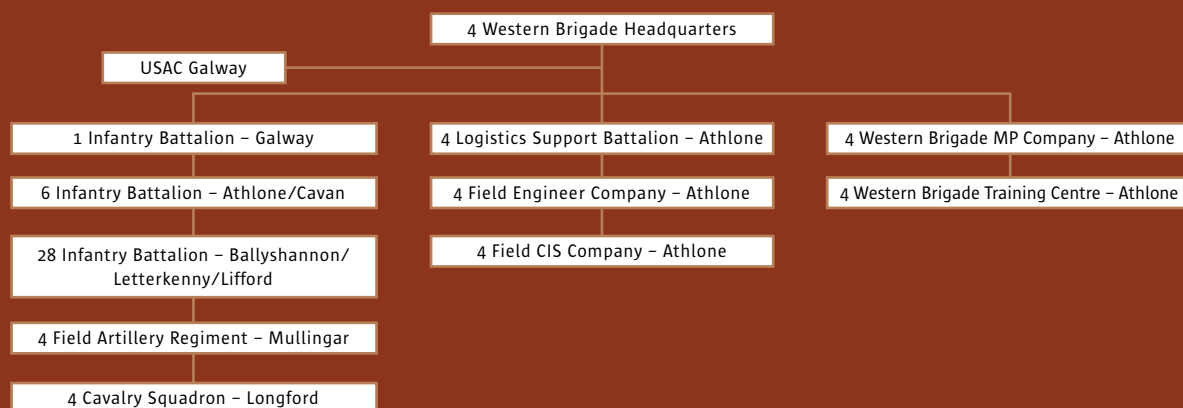 4 Western Brigade Headquarters
USAC Galway
1 Infantry Battalion – Galway
6 Infantry Battalion – Athlone/Cavan
28 Infantry Battalion – Ballyshannon/
Letterkenny/Lifford
4 Field Artillery Regiment – Mullingar
4 Cavalry Squadron – Longford
4 Logistics Support Battalion – Athlone
4 Field Engineer Company – Athlone
4 Field CIS Company – Athlone
4 Western Brigade MP Company – Athlone
4 Western Brigade Training Centre – Athlone